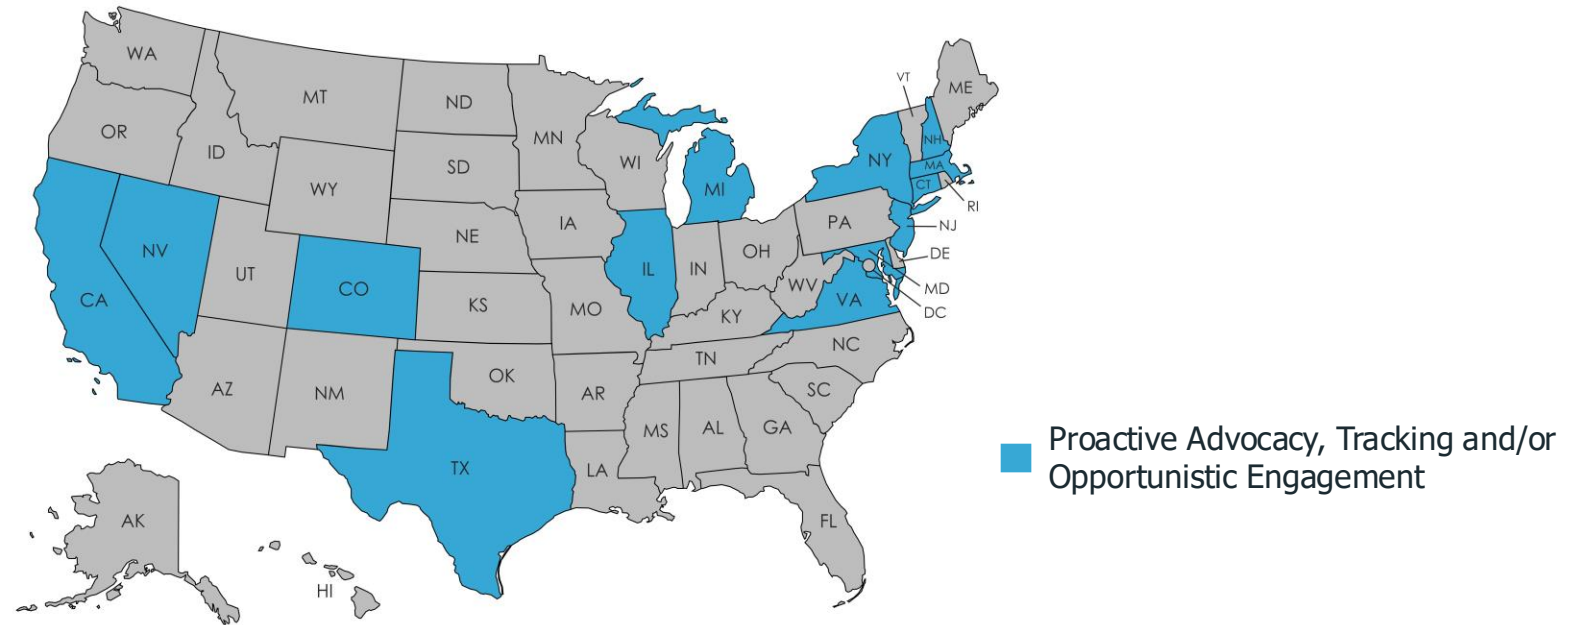 WA
MT
ND
MN
VT
ME
OR
ID
SD
WI
MI
NY
NH
MA
CT
RI
WY
NE
IA
PA
NJ
NV
UT
CO
IL
IN
OH
DE
CA
KS
MO
WV
VA
MD
KY
DC
AZ
NM
OK
AR
TN
NC
SC
TX
LA
MS
AL
GA
Proactive Advocacy, Tracking and/or
Opportunistic Engagement
AK
HI
FL